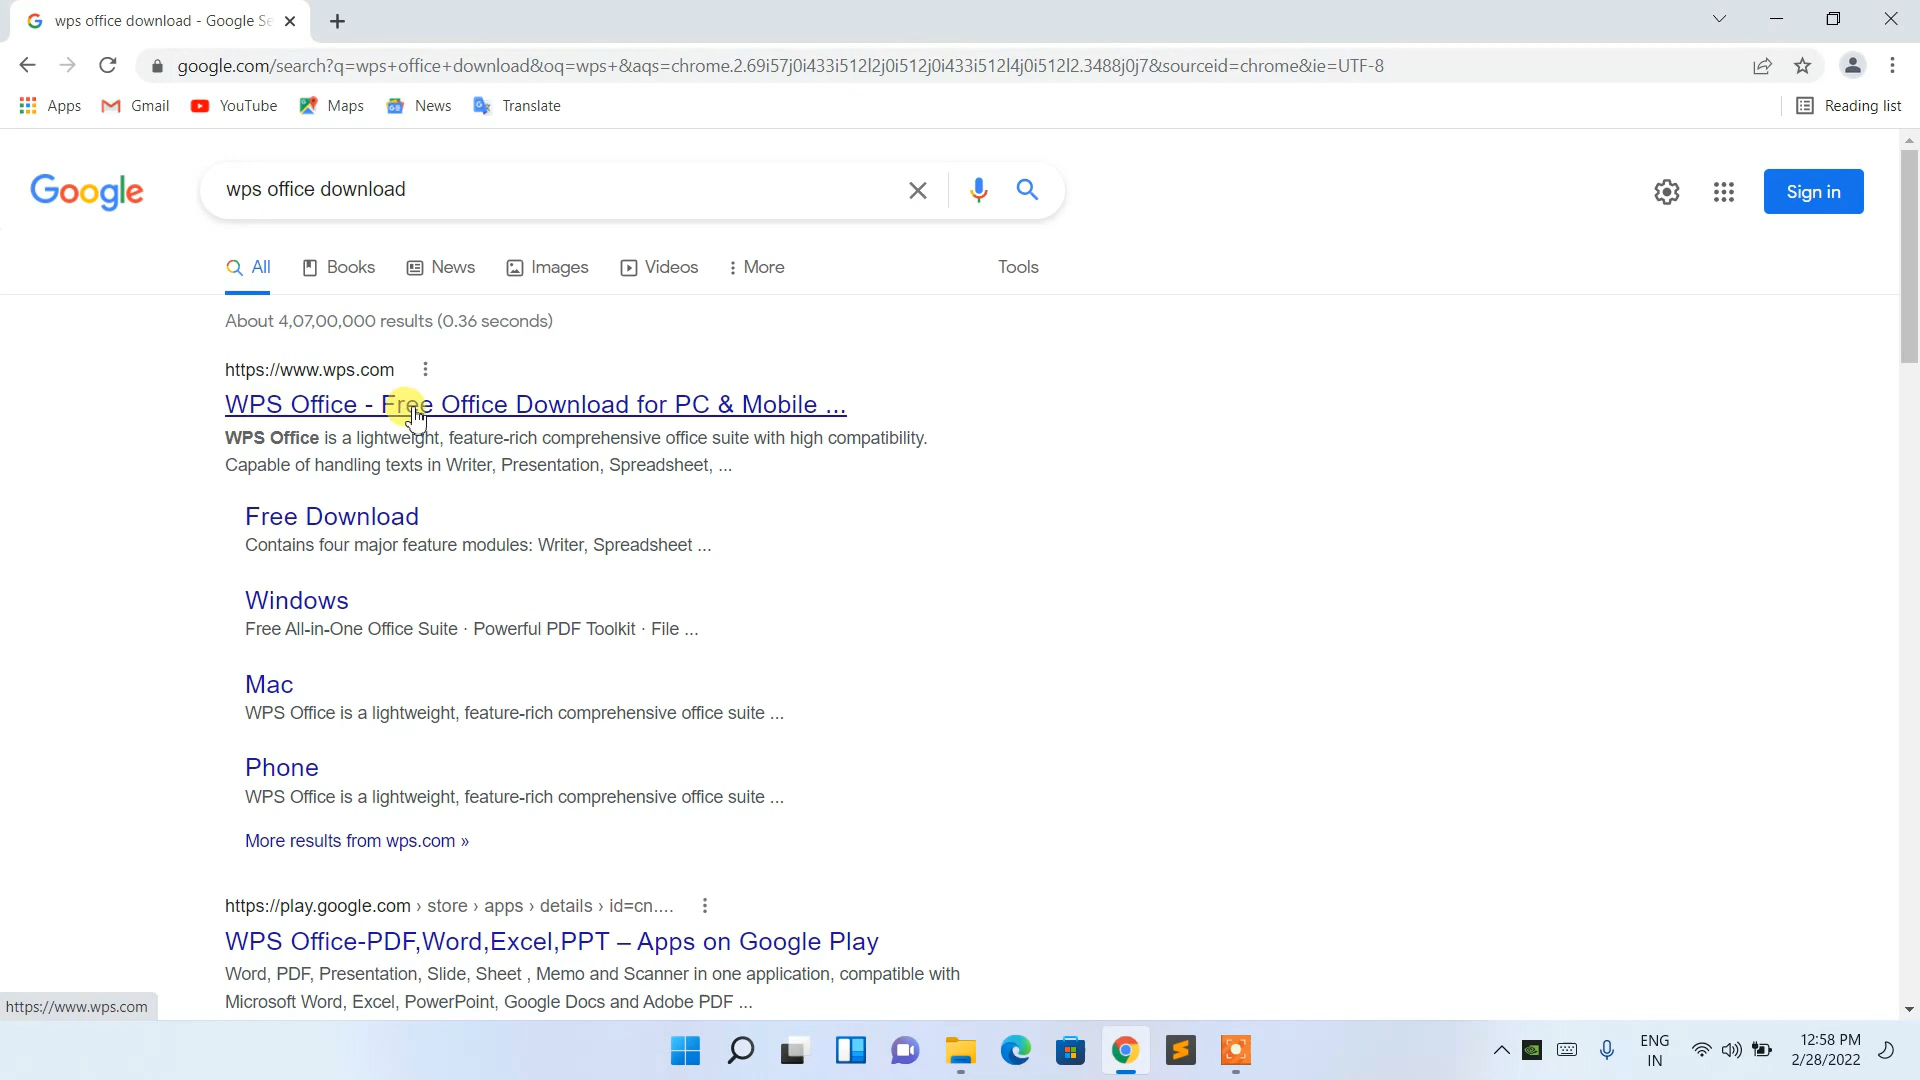 wps office download - Google Se
google.com/search?q=wps+office+download&oq=wps+&aqs=chrome.2.69i57j0i433i512l2j0i512j0i433i512l4j0i512l2.3488j0j7&sourceid=chrome&ie=UTF-8
Apps Gmail YouTube Maps News Translate Reading list
Google wps office download Sign in
All Books News Images Videos More Tools
About 4,07,00,000 results (0.36 seconds)
https://www.wps.com
WPS Office - Free Office Download for PC & Mobile ...
WPS Office is a lightweight, feature-rich comprehensive office suite with high compatibility.
Capable of handling texts in Writer, Presentation, Spreadsheet, ...
Free Download
Contains four major feature modules: Writer, Spreadsheet ...
Windows
Free All-in-One Office Suite · Powerful PDF Toolkit · File ...
Mac
WPS Office is a lightweight, feature-rich comprehensive office suite ...
Phone
WPS Office is a lightweight, feature-rich comprehensive office suite ...
More results from wps.com »
https://play.google.com › store › apps › details › id=cn....
WPS Office-PDF,Word,Excel,PPT – Apps on Google Play
Word, PDF, Presentation, Slide, Sheet , Memo and Scanner in one application, compatible with
Microsoft Word, Excel, PowerPoint, Google Docs and Adobe PDF ...
https://www.wps.com
ENG 12:58 PM
IN 2/28/2022